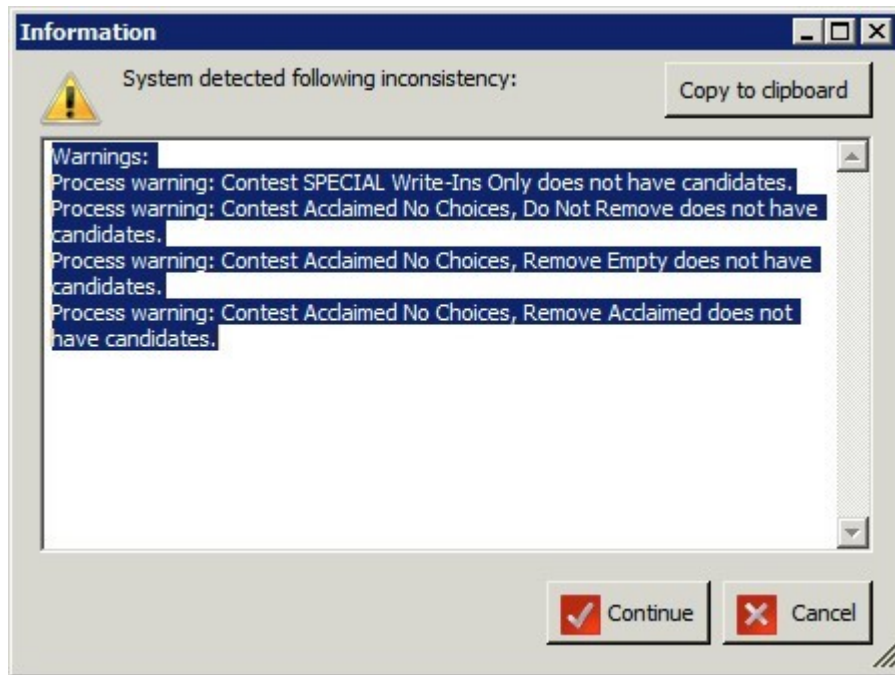 Information
System detected following inconsistency:
Copy to clipboard
Warnings:
Process warning: Contest SPECIAL Write-Ins Only does not have candidates.
Process warning: Contest Acclaimed No Choices, Do Not Remove does not have
candidates.
Process warning: Contest Acclaimed No Choices, Remove Empty does not have
candidates.
Process warning: Contest Acclaimed No Choices, Remove Acclaimed does not
have candidates.
Continue
Cancel